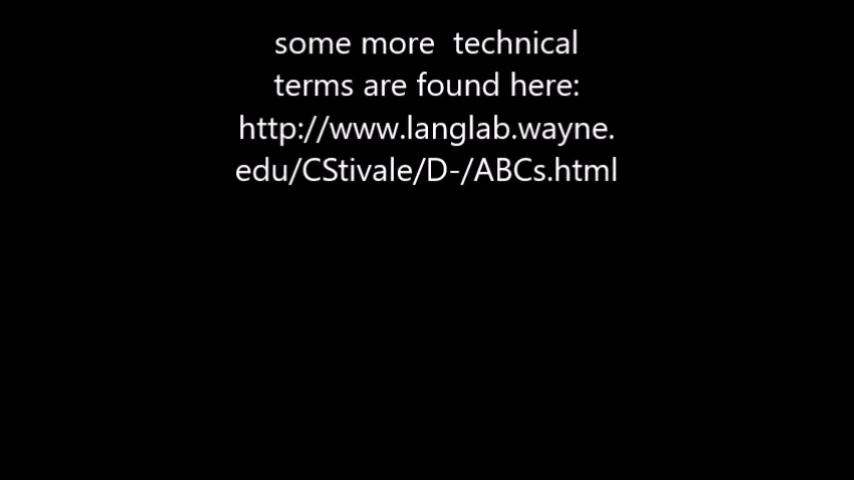 some more  technical
terms are found here:
http://www.langlab.wayne.
edu/CStivale/D-/ABCs.html